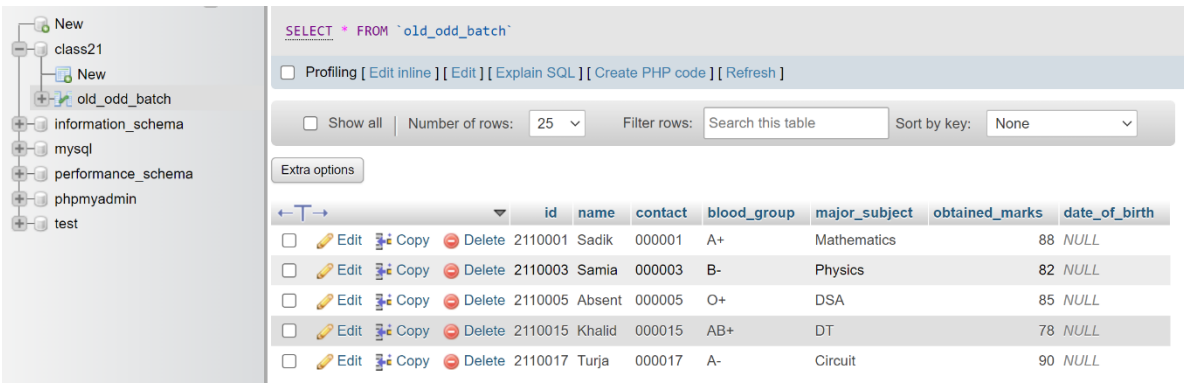 New
class21
New
old_odd_batch
information_schema
mysql
performance_schema
phpmyadmin
test
SELECT * FROM `old_odd_batch`
Profiling [ Edit inline ] [ Edit ] [ Explain SQL ] [ Create PHP code ] [ Refresh ]
Show all | Number of rows: 25 Filter rows: Search this table Sort by key: None
Extra options
←T→ id name contact blood_group major_subject obtained_marks date_of_birth
Edit Copy Delete 2110001 Sadik 000001 A+ Mathematics 88 NULL
Edit Copy Delete 2110003 Samia 000003 B- Physics 82 NULL
Edit Copy Delete 2110005 Absent 000005 O+ DSA 85 NULL
Edit Copy Delete 2110015 Khalid 000015 AB+ DT 78 NULL
Edit Copy Delete 2110017 Turja 000017 A- Circuit 90 NULL